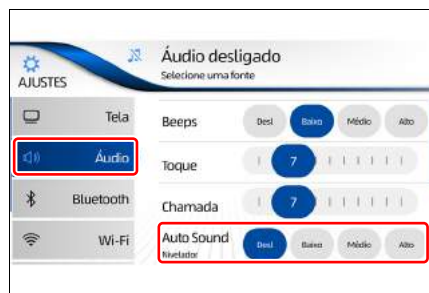 AJUSTES
Áudio desligado
Selecione uma fonte
Tela
Áudio
Bluetooth
Wi-Fi
Beeps
Desl Baixo Médio Alto
Toque
7
Chamada
7
Auto Sound
Nivelador
Desl Baixo Médio Alto